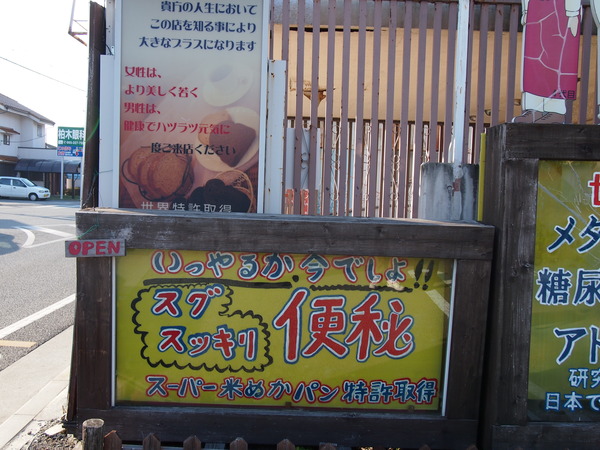 貴方の人生において
この店を知る事により
大きなプラスになります
女性は、
より美しく若く
男性は、
健康でハツラツ元気に
一度ご来店ください
世界特許取得
柏木眼科
OPEN
いつやるか今でしょ!!
スグ
スッキリ
便秘
スーパー米ぬかパン特許取得
メタ
糖尿
アト
研究
日本で